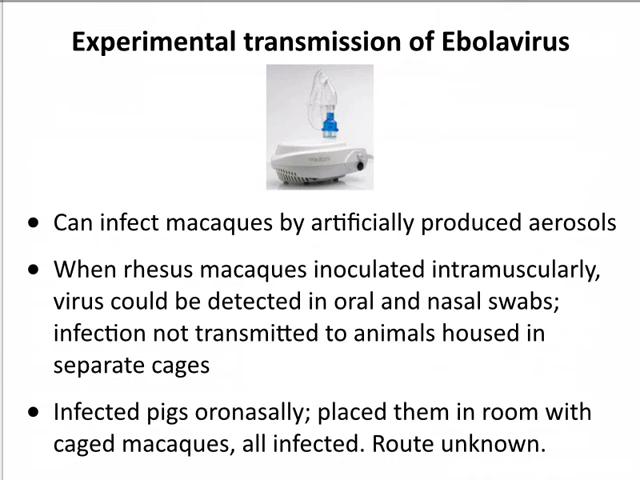 Experimental transmission of Ebolavirus
● Can infect macaques by artificially produced aerosols
● When rhesus macaques inoculated intramuscularly,
virus could be detected in oral and nasal swabs;
infection not transmitted to animals housed in
separate cages
● Infected pigs oronasally; placed them in room with
caged macaques, all infected. Route unknown.